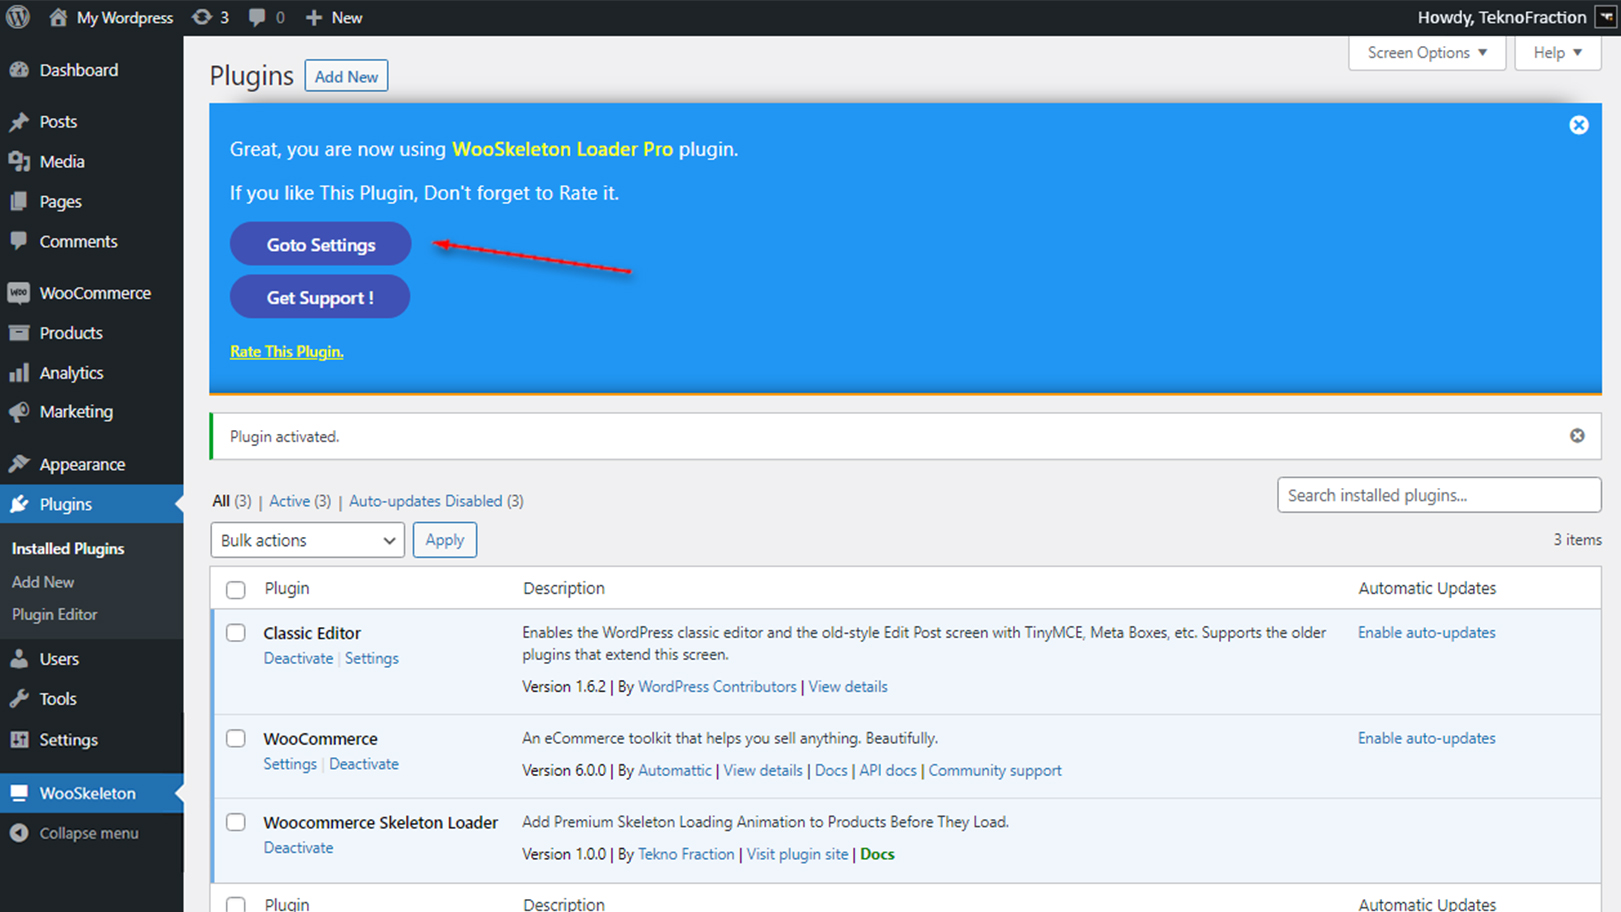 My Wordpress 3 0 New
Howdy, TeknoFraction
Screen Options Help
Dashboard
Posts
Media
Pages
Comments
WOO WooCommerce
Products
Analytics
Marketing
Appearance
Plugins
Installed Plugins
Add New
Plugin Editor
Users
Tools
Settings
WooSkeleton
Collapse menu
Plugins Add New
Great, you are now using WooSkeleton Loader Pro plugin.
If you like This Plugin, Don't forget to Rate it.
Goto Settings
Get Support !
Rate This Plugin.
Plugin activated.
All (3) | Active (3) | Auto-updates Disabled (3)
Search installed plugins...
Bulk actions Apply
3 items
Plugin Description Automatic Updates
Classic Editor
Deactivate | Settings
Enables the WordPress classic editor and the old-style Edit Post screen with TinyMCE, Meta Boxes, etc. Supports the older
plugins that extend this screen.
Version 1.6.2 | By WordPress Contributors | View details
Enable auto-updates
WooCommerce
Settings | Deactivate
An eCommerce toolkit that helps you sell anything. Beautifully.
Version 6.0.0 | By Automattic | View details | Docs | API docs | Community support
Enable auto-updates
Woocommerce Skeleton Loader
Deactivate
Add Premium Skeleton Loading Animation to Products Before They Load.
Version 1.0.0 | By Tekno Fraction | Visit plugin site | Docs
Plugin Description Automatic Updates